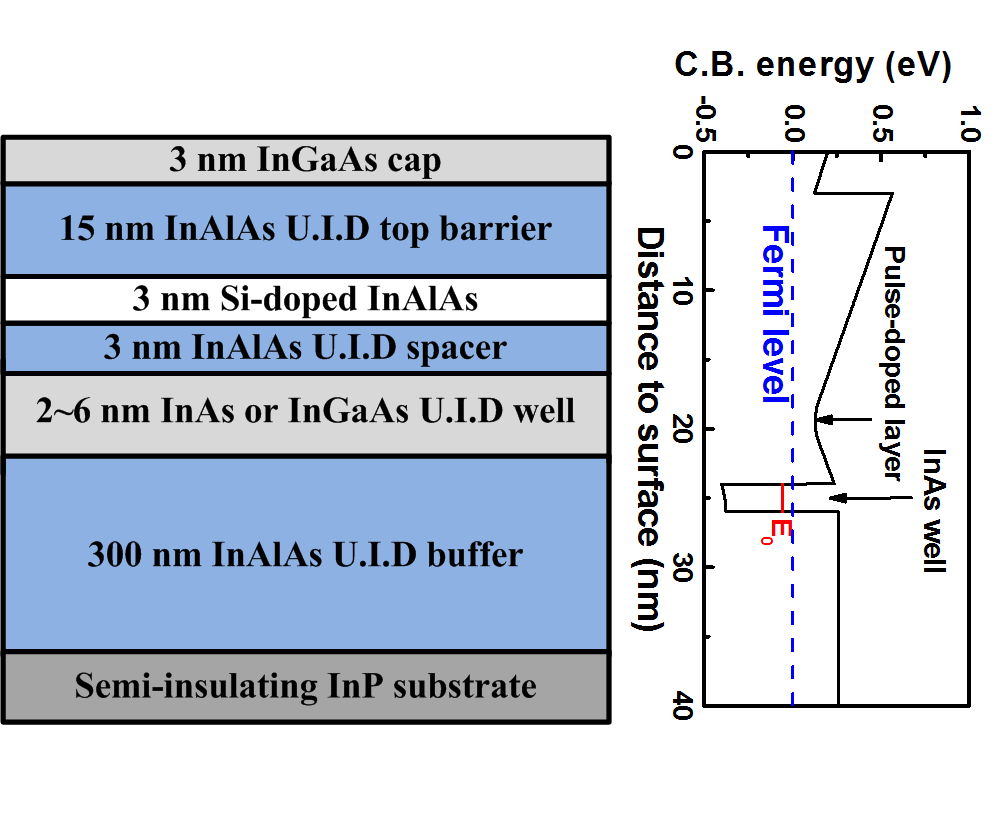 3 nm InGaAs cap
15 nm InAlAs U.I.D top barrier
3 nm Si-doped InAlAs
3 nm InAlAs U.I.D spacer
2~6 nm InAs or InGaAs U.I.D well
300 nm InAlAs U.I.D buffer
Semi-insulating InP substrate
C.B. energy (eV)
-0.5
0.0
0.5
1.0
0
10
20
30
40
Distance to surface (nm)
Fermi level
Pulse-doped layer
InAs well
E₀